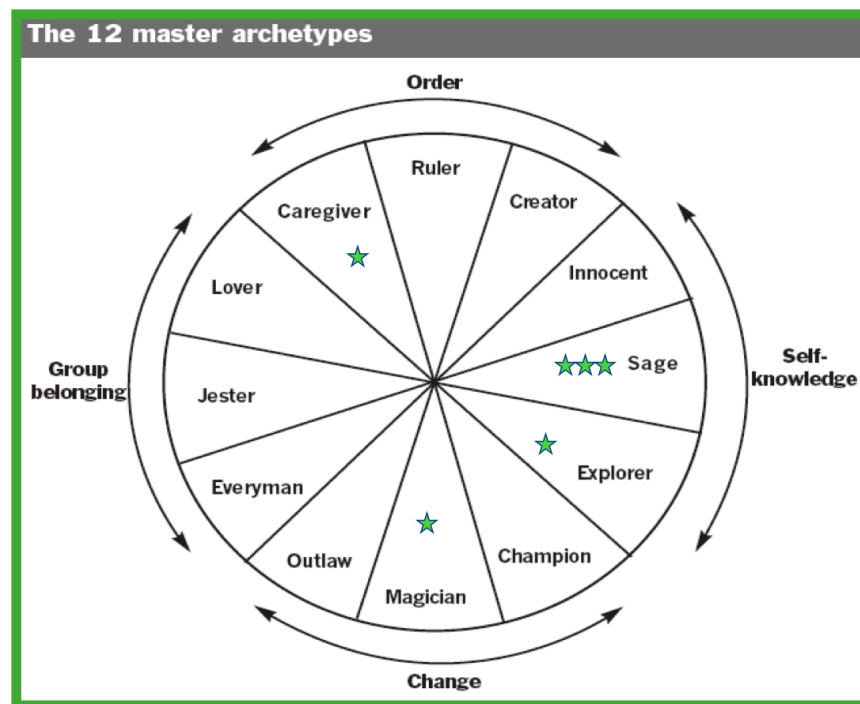 The 12 master archetypes
Order
Ruler
Creator
Caregiver
Innocent
Lover
Sage
Self-
knowledge
Group
belonging
Jester
Explorer
Everyman
Champion
Outlaw
Magician
Change